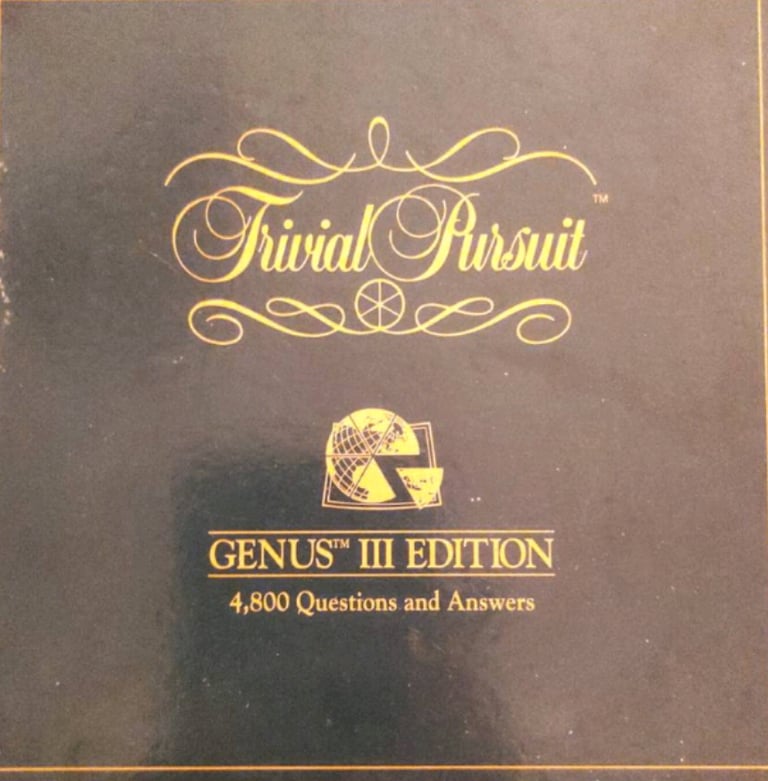 Trivial Pursuit™
GENUS™ III EDITION
4,800 Questions and Answers